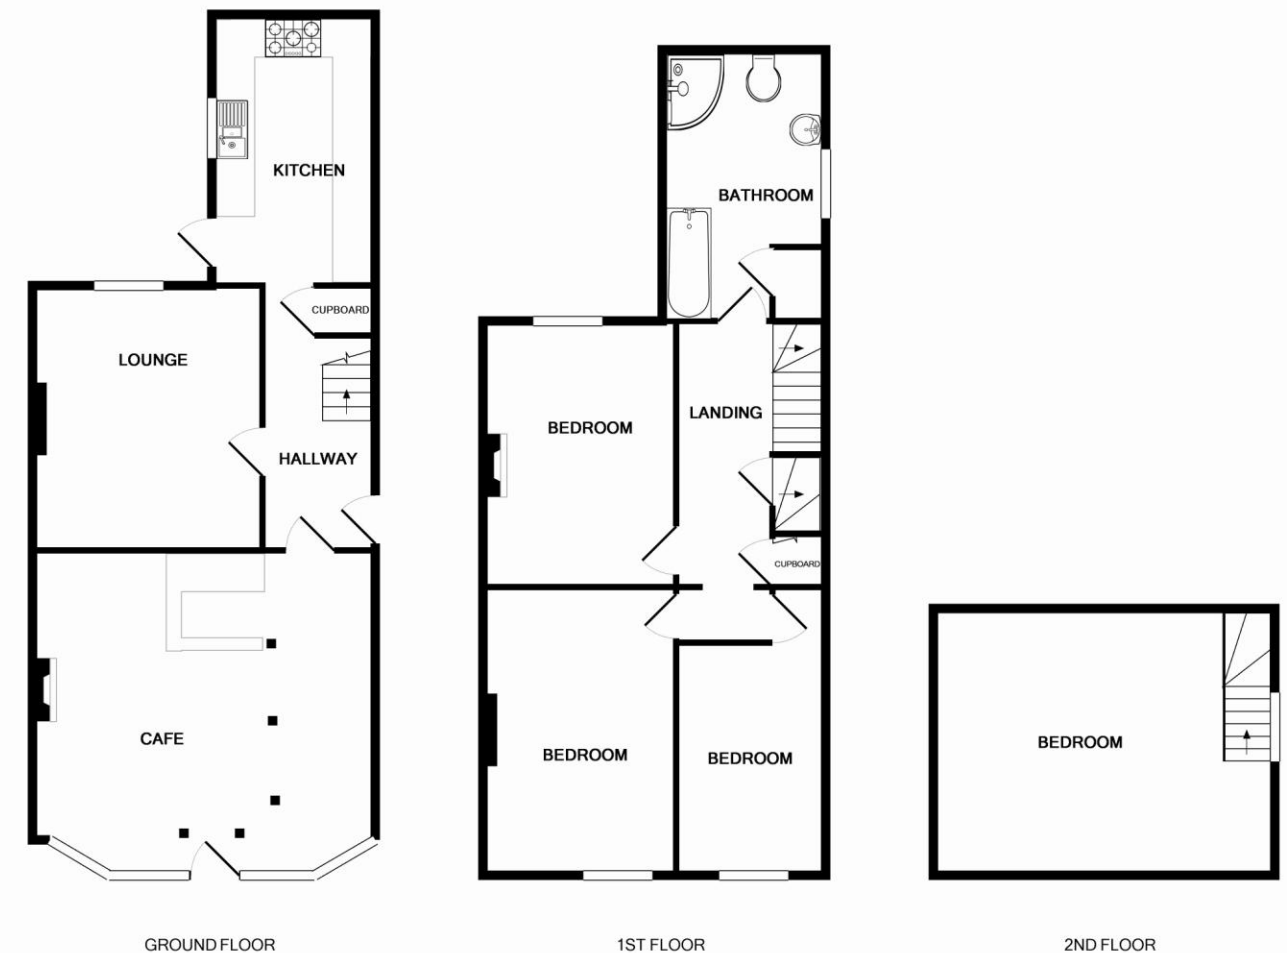 KITCHEN
CUPBOARD
LOUNGE
HALLWAY
CAFE
GROUND FLOOR
BATHROOM
BEDROOM
LANDING
CUPBOARD
BEDROOM
BEDROOM
1ST FLOOR
BEDROOM
2ND FLOOR